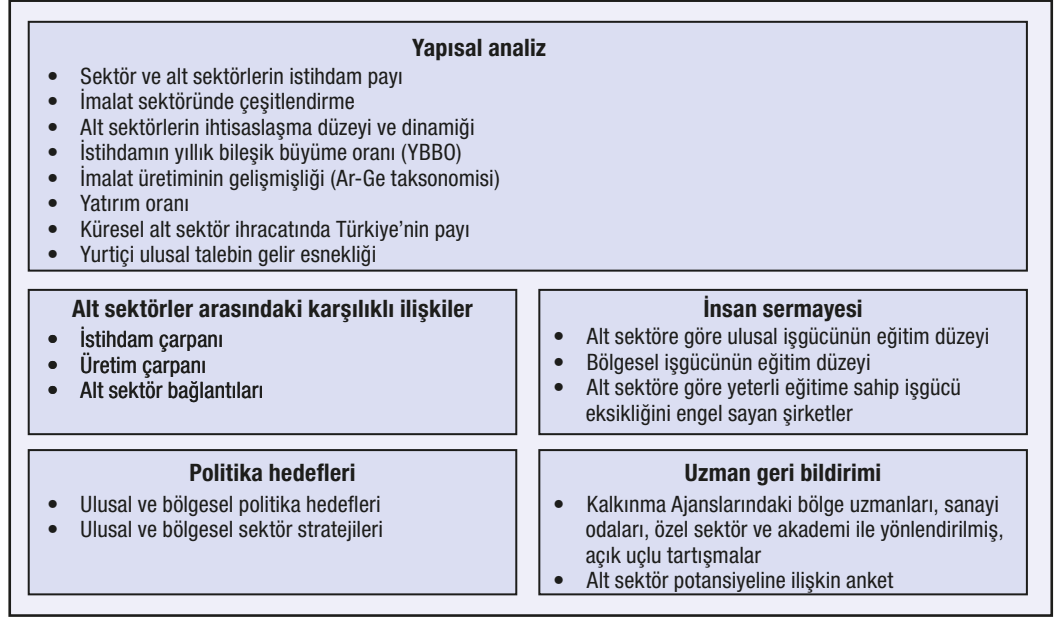 Yapısal analiz
• Sektör ve alt sektörlerin istihdam payı
• İmalat sektöründe çeşitlendirme
• Alt sektörlerin ihtisaslaşma düzeyi ve dinamiği
• İstihdamın yıllık bileşik büyüme oranı (YBBO)
• İmalat üretiminin gelişmişliği (Ar-Ge taksonomisi)
• Yatırım oranı
• Küresel alt sektör ihracatında Türkiye’nin payı
• Yurtiçi ulusal talebin gelir esnekliği
Alt sektörler arasındaki karşılıklı ilişkiler
• İstihdam çarpanı
• Üretim çarpanı
• Alt sektör bağlantıları
İnsan sermayesi
• Alt sektöre göre ulusal işgücünün eğitim düzeyi
• Bölgesel işgücünün eğitim düzeyi
• Alt sektöre göre yeterli eğitime sahip işgücü
eksikliğini engel sayan şirketler
Politika hedefleri
• Ulusal ve bölgesel politika hedefleri
• Ulusal ve bölgesel sektör stratejileri
Uzman geri bildirimi
• Kalkınma Ajanslarındaki bölge uzmanları, sanayi
odaları, özel sektör ve akademi ile yönlendirilmiş,
açık uçlu tartışmalar
• Alt sektör potansiyeline ilişkin anket